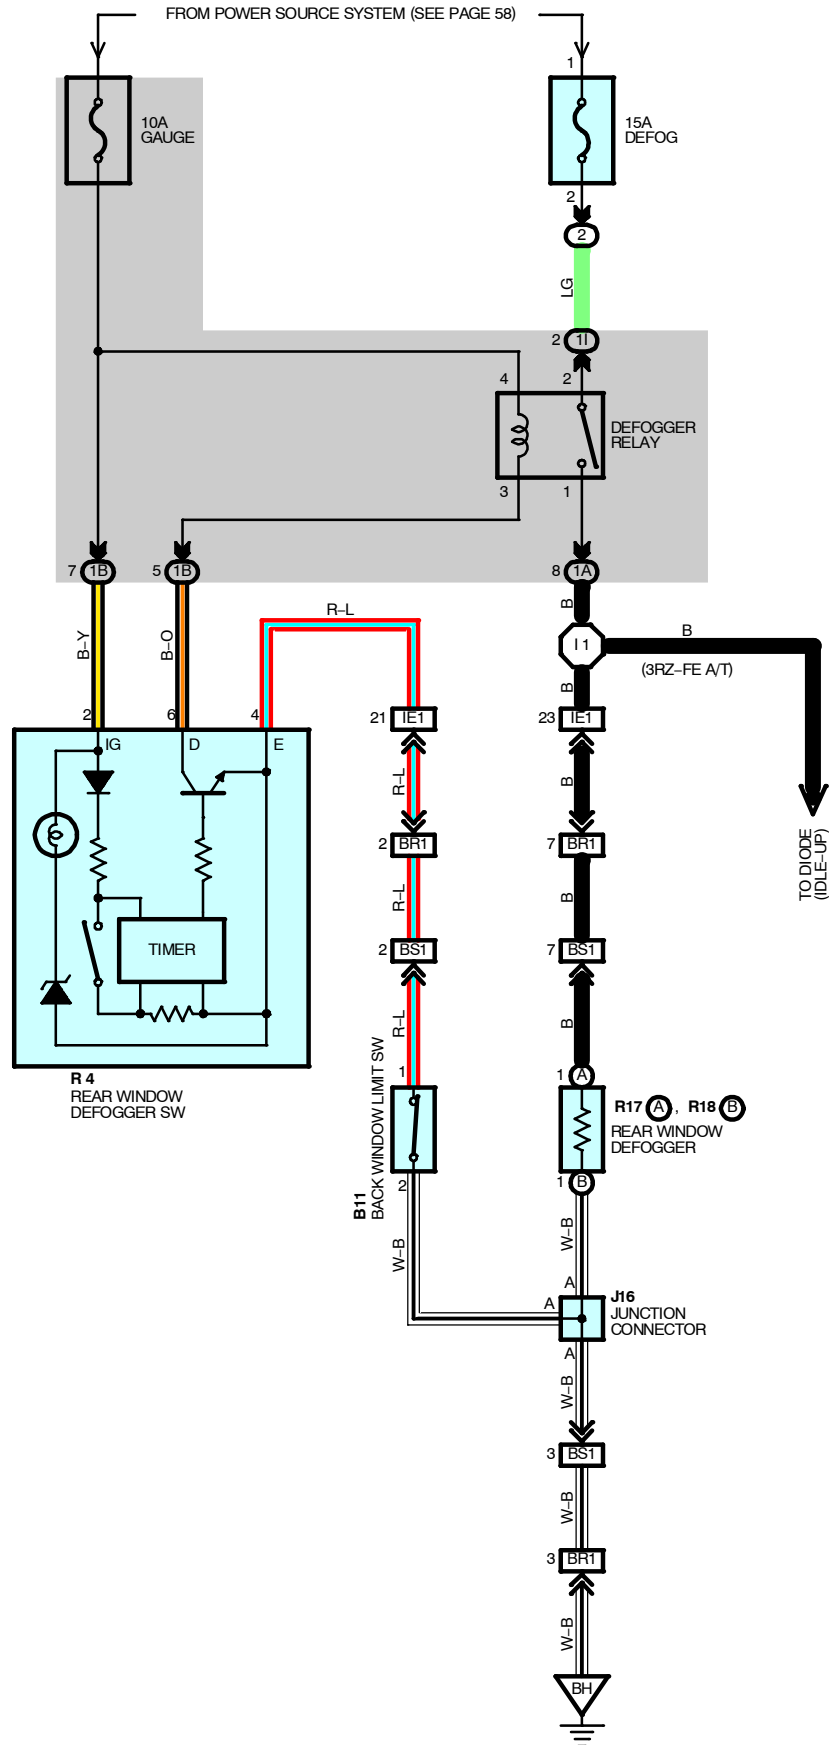 FROM POWER SOURCE SYSTEM (SEE PAGE 58)
1
10A
GAUGE
15A
DEFOG
2
2
LG
2 1I
4 2
DEFOGGER
RELAY
3 1
7 1B
5 1B
8 1A
B–Y
B–O
R–L
B
I 1
B
(3RZ–FE A/T)
B
2 6 4
21 IE1
23 IE1
IG D E
R–L
B
TO DIODE
(IDLE–UP)
2 BR1
7 BR1
R–L
B
TIMER
2 BS1
7 BS1
R–L
B
R 4
REAR WINDOW
DEFOGGER SW
1
B11
BACK WINDOW LIMIT SW
2
1 A
R17 A , R18 B
REAR WINDOW
DEFOGGER
1 B
W–B
W–B
A
A
J16
JUNCTION
CONNECTOR
A
W–B
3 BS1
W–B
3 BR1
W–B
BH